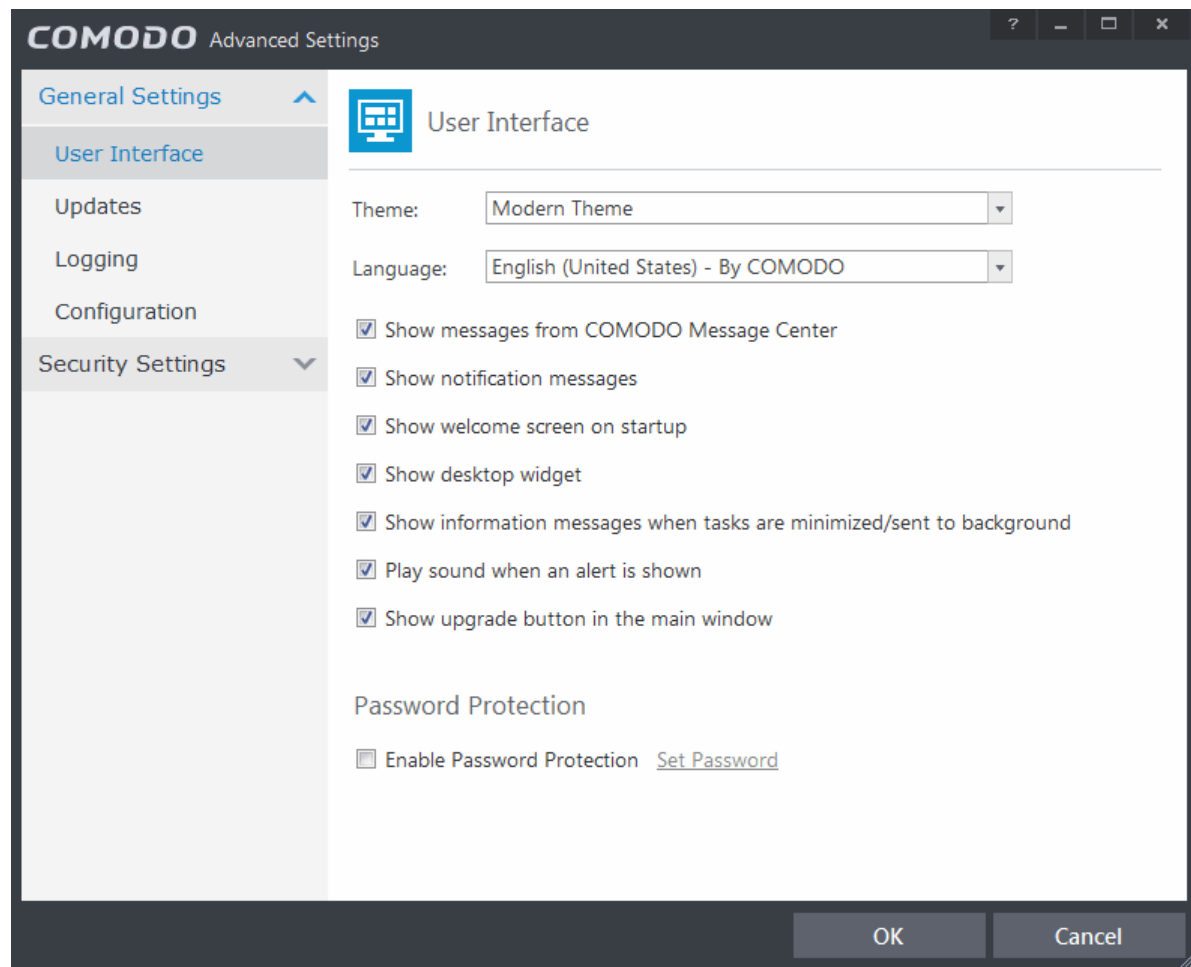 COMODO Advanced Settings
?
General Settings
User Interface
Updates
Logging
Configuration
Security Settings
User Interface
Theme: Modern Theme
Language: English (United States) - By COMODO
Show messages from COMODO Message Center
Show notification messages
Show welcome screen on startup
Show desktop widget
Show information messages when tasks are minimized/sent to background
Play sound when an alert is shown
Show upgrade button in the main window
Password Protection
Enable Password Protection Set Password
OK Cancel